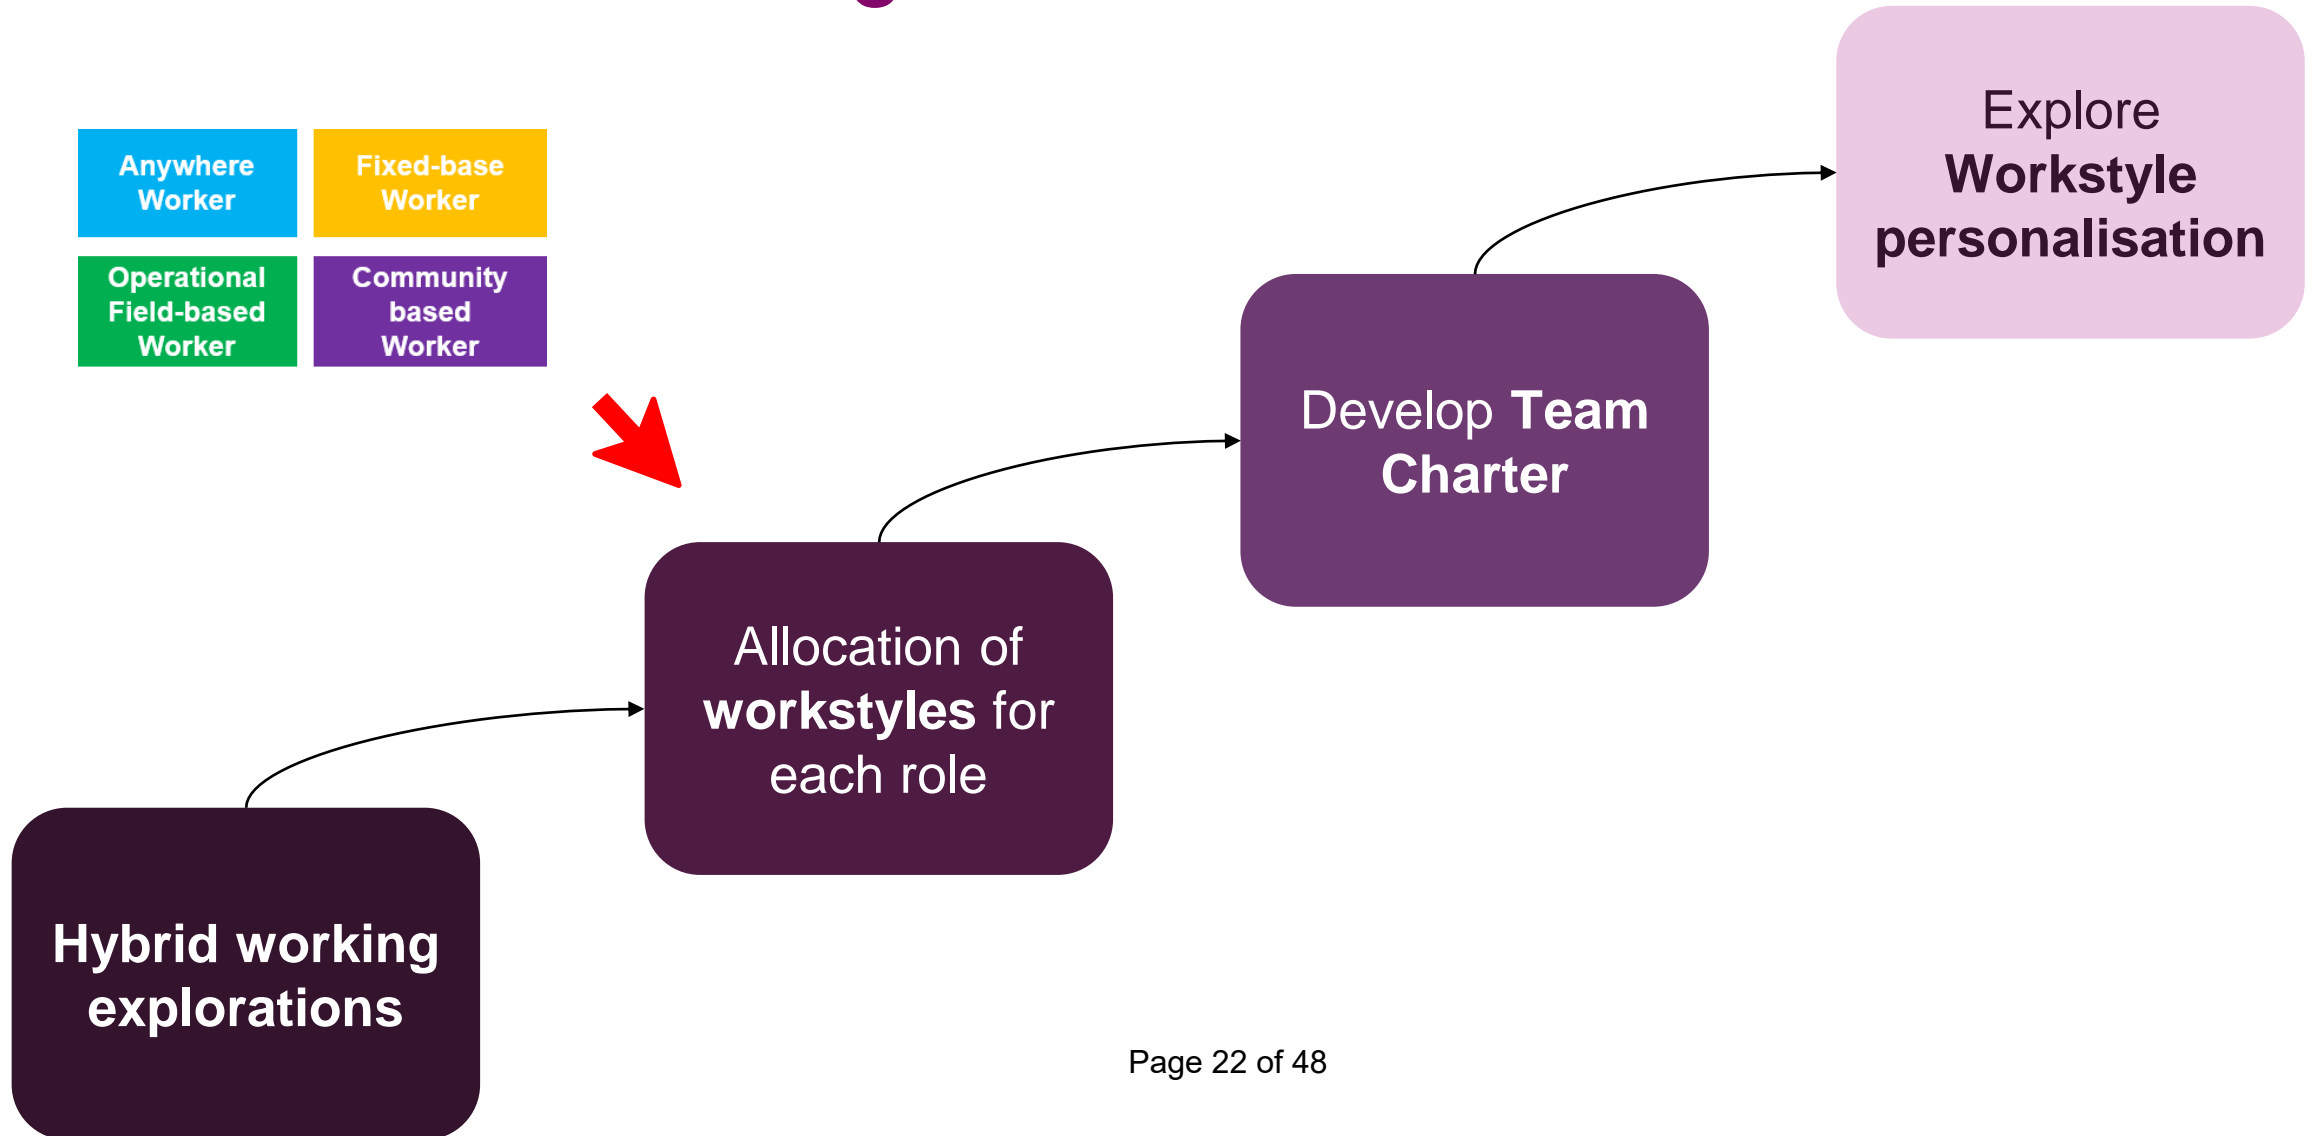 Anywhere
Worker
Fixed-base
Worker
Operational
Field-based
Worker
Community
based
Worker
Explore
Workstyle
personalisation
Develop Team
Charter
Allocation of
workstyles for
each role
Hybrid working
explorations
Page 22 of 48